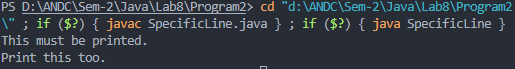 PS D:\ANDC\Sem-2\Java\Lab8\Program2> cd "d:\ANDC\Sem-2\Java\Lab8\Program2
\" ; if ($?) { javac SpecificLine.java } ; if ($?) { java SpecificLine }
This must be printed.
Print this too.